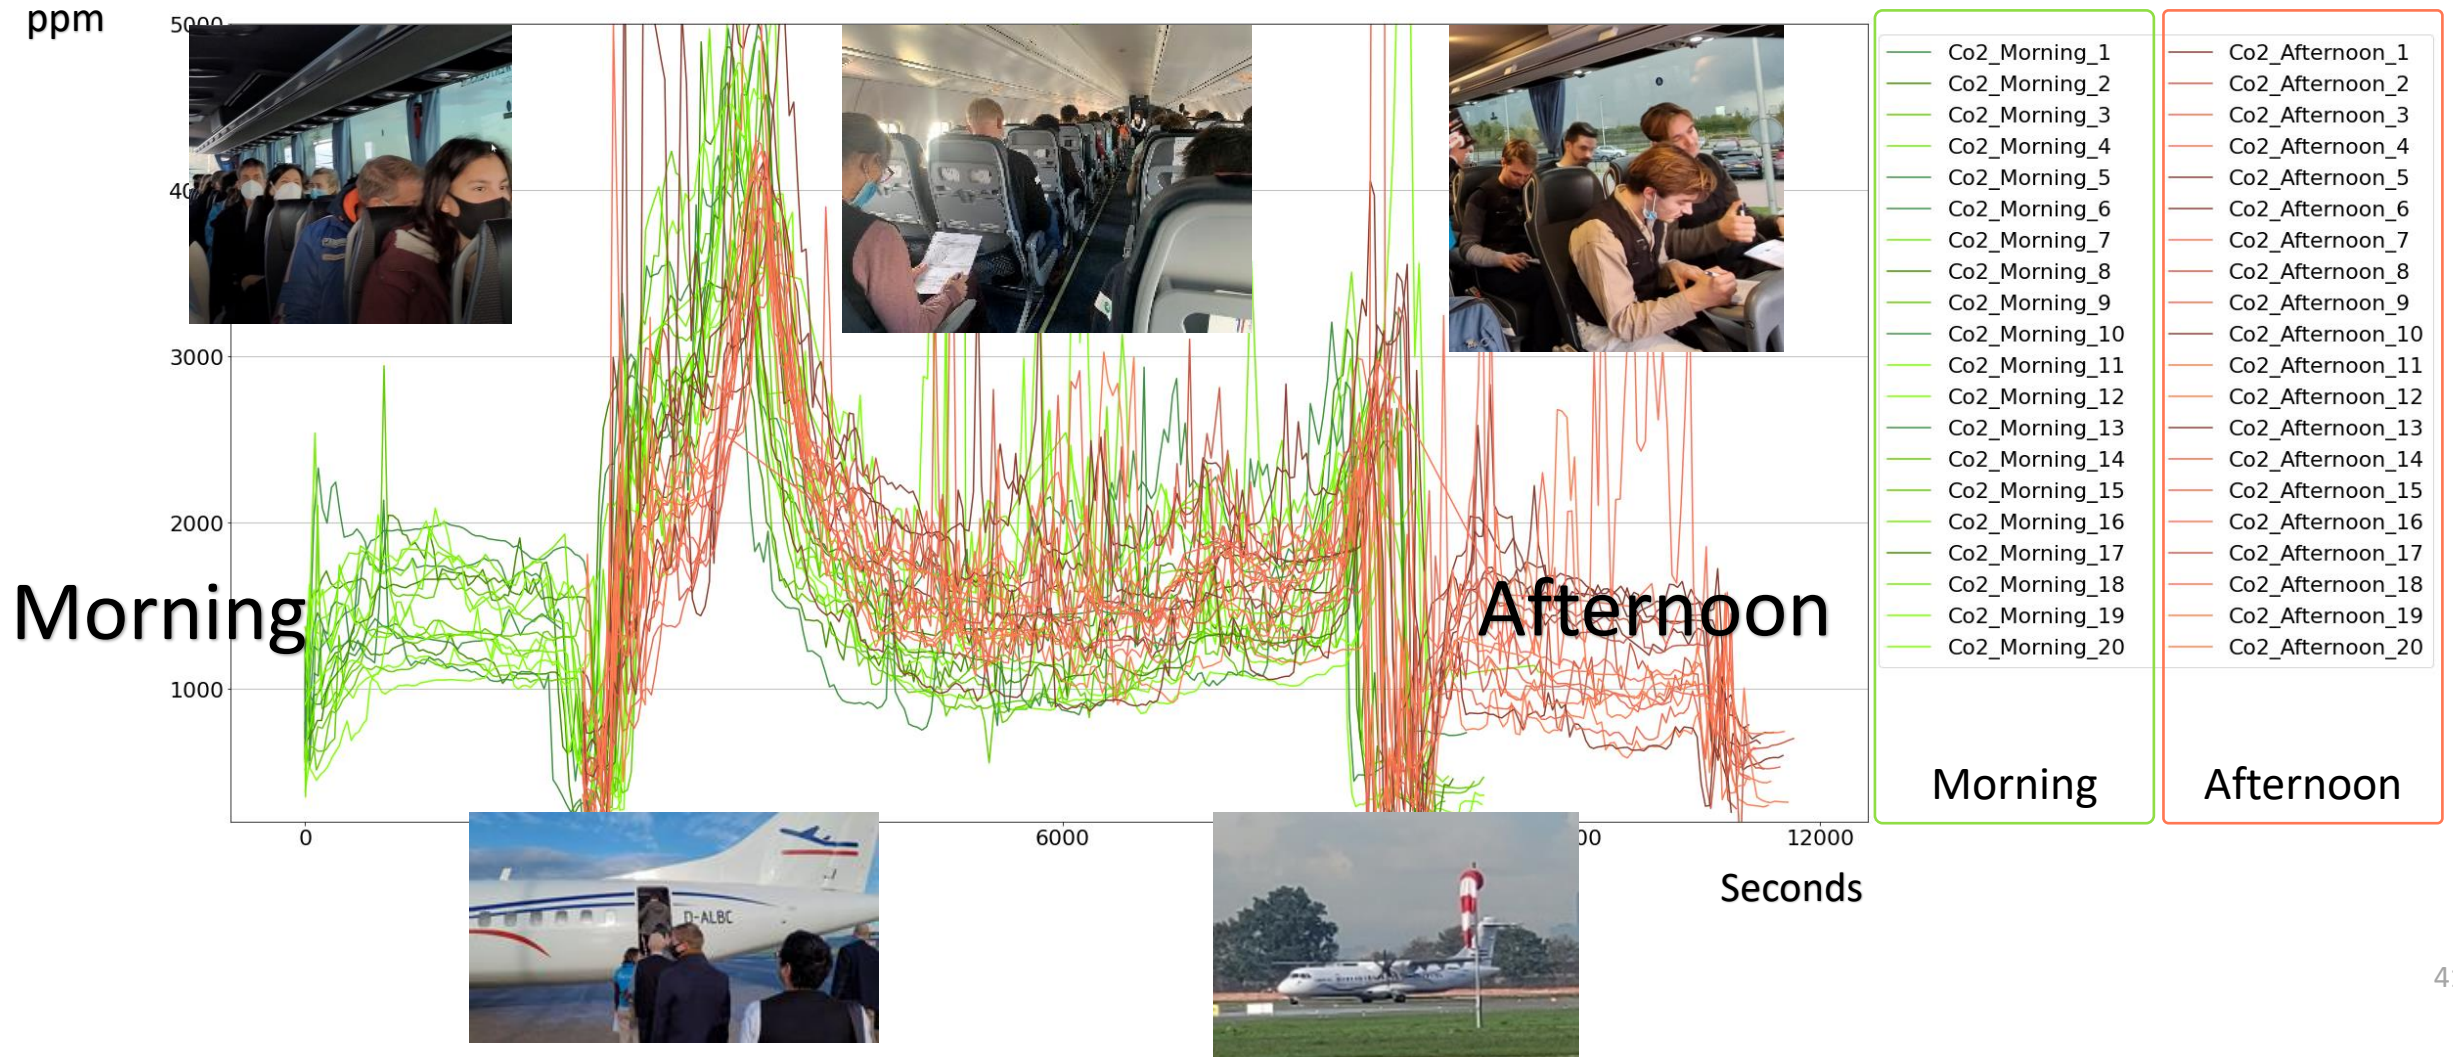 ppm
5000
40
3000
2000
1000
Morning
Afternoon
0
6000
00
12000
Seconds
D-ALBC
Co2_Morning_1
Co2_Morning_2
Co2_Morning_3
Co2_Morning_4
Co2_Morning_5
Co2_Morning_6
Co2_Morning_7
Co2_Morning_8
Co2_Morning_9
Co2_Morning_10
Co2_Morning_11
Co2_Morning_12
Co2_Morning_13
Co2_Morning_14
Co2_Morning_15
Co2_Morning_16
Co2_Morning_17
Co2_Morning_18
Co2_Morning_19
Co2_Morning_20
Morning
Co2_Afternoon_1
Co2_Afternoon_2
Co2_Afternoon_3
Co2_Afternoon_4
Co2_Afternoon_5
Co2_Afternoon_6
Co2_Afternoon_7
Co2_Afternoon_8
Co2_Afternoon_9
Co2_Afternoon_10
Co2_Afternoon_11
Co2_Afternoon_12
Co2_Afternoon_13
Co2_Afternoon_14
Co2_Afternoon_15
Co2_Afternoon_16
Co2_Afternoon_17
Co2_Afternoon_18
Co2_Afternoon_19
Co2_Afternoon_20
Afternoon